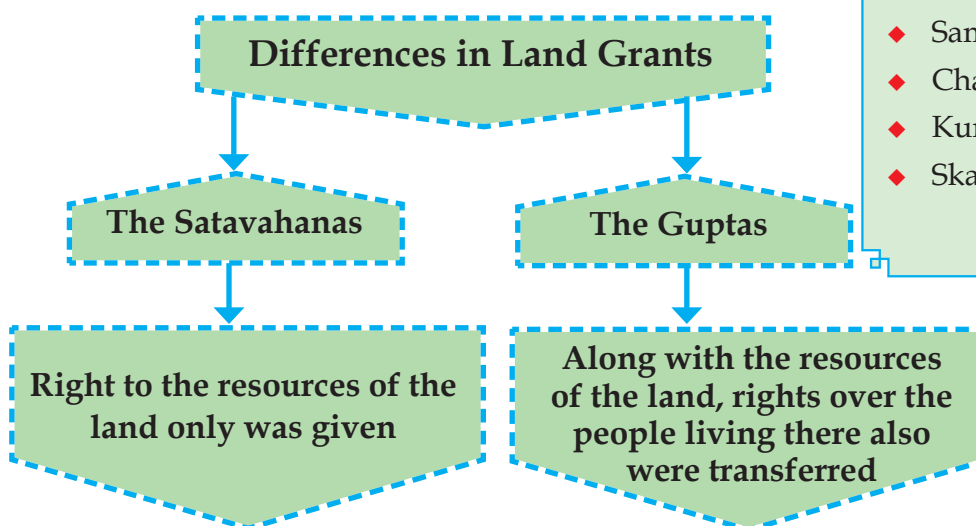 Differences in Land Grants
The Satavahanas
The Guptas
Right to the resources of the
land only was given
Along with the resources
of the land, rights over the
people living there also
were transferred